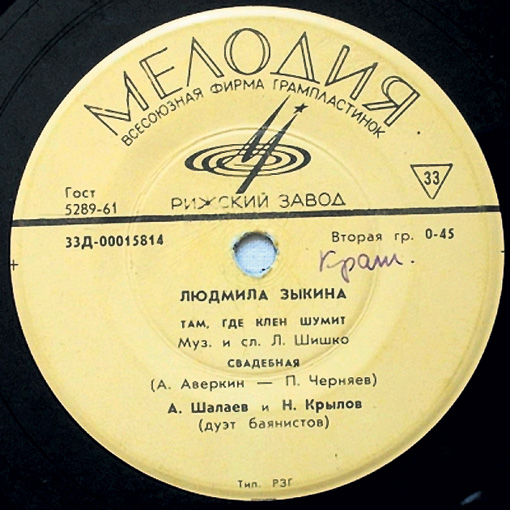 МЕЛОДИЯ
ВСЕСОЮЗНАЯ ФИРМА ГРАМПЛАСТИНОК
РИЖСКИЙ ЗАВОД
Гост
5289-61
33
33Д-00015814
Вторая гр. 0-45
ЛЮДМИЛА ЗЫКИНА
ТАМ, ГДЕ КЛЕН ШУМИТ
Муз. и сл. Л. Шишко
СВАДЕБНАЯ
(А. Аверкин — П. Черняев)
А. Шалаев и Н. Крылов
(дуэт баянистов)
Тип. РЗГ